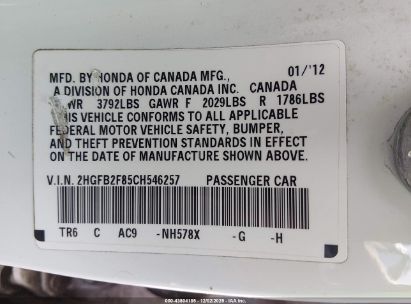 MFD. BY HONDA OF CANADA MFG., 01/'12
A DIVISION OF HONDA CANADA INC. CANADA
WR 3792LBS GAWR F 2029LBS R 1786LBS
IS VEHICLE CONFORMS TO ALL APPLICABLE
FEDERAL MOTOR VEHICLE SAFETY, BUMPER,
AND THEFT PREVENTION STANDARDS IN EFFECT
ON THE DATE OF MANUFACTURE SHOWN ABOVE.
V.I.N. 2HGFB2F85CH546257 PASSENGER CAR
TR6 C AC9 -NH578X -G -H